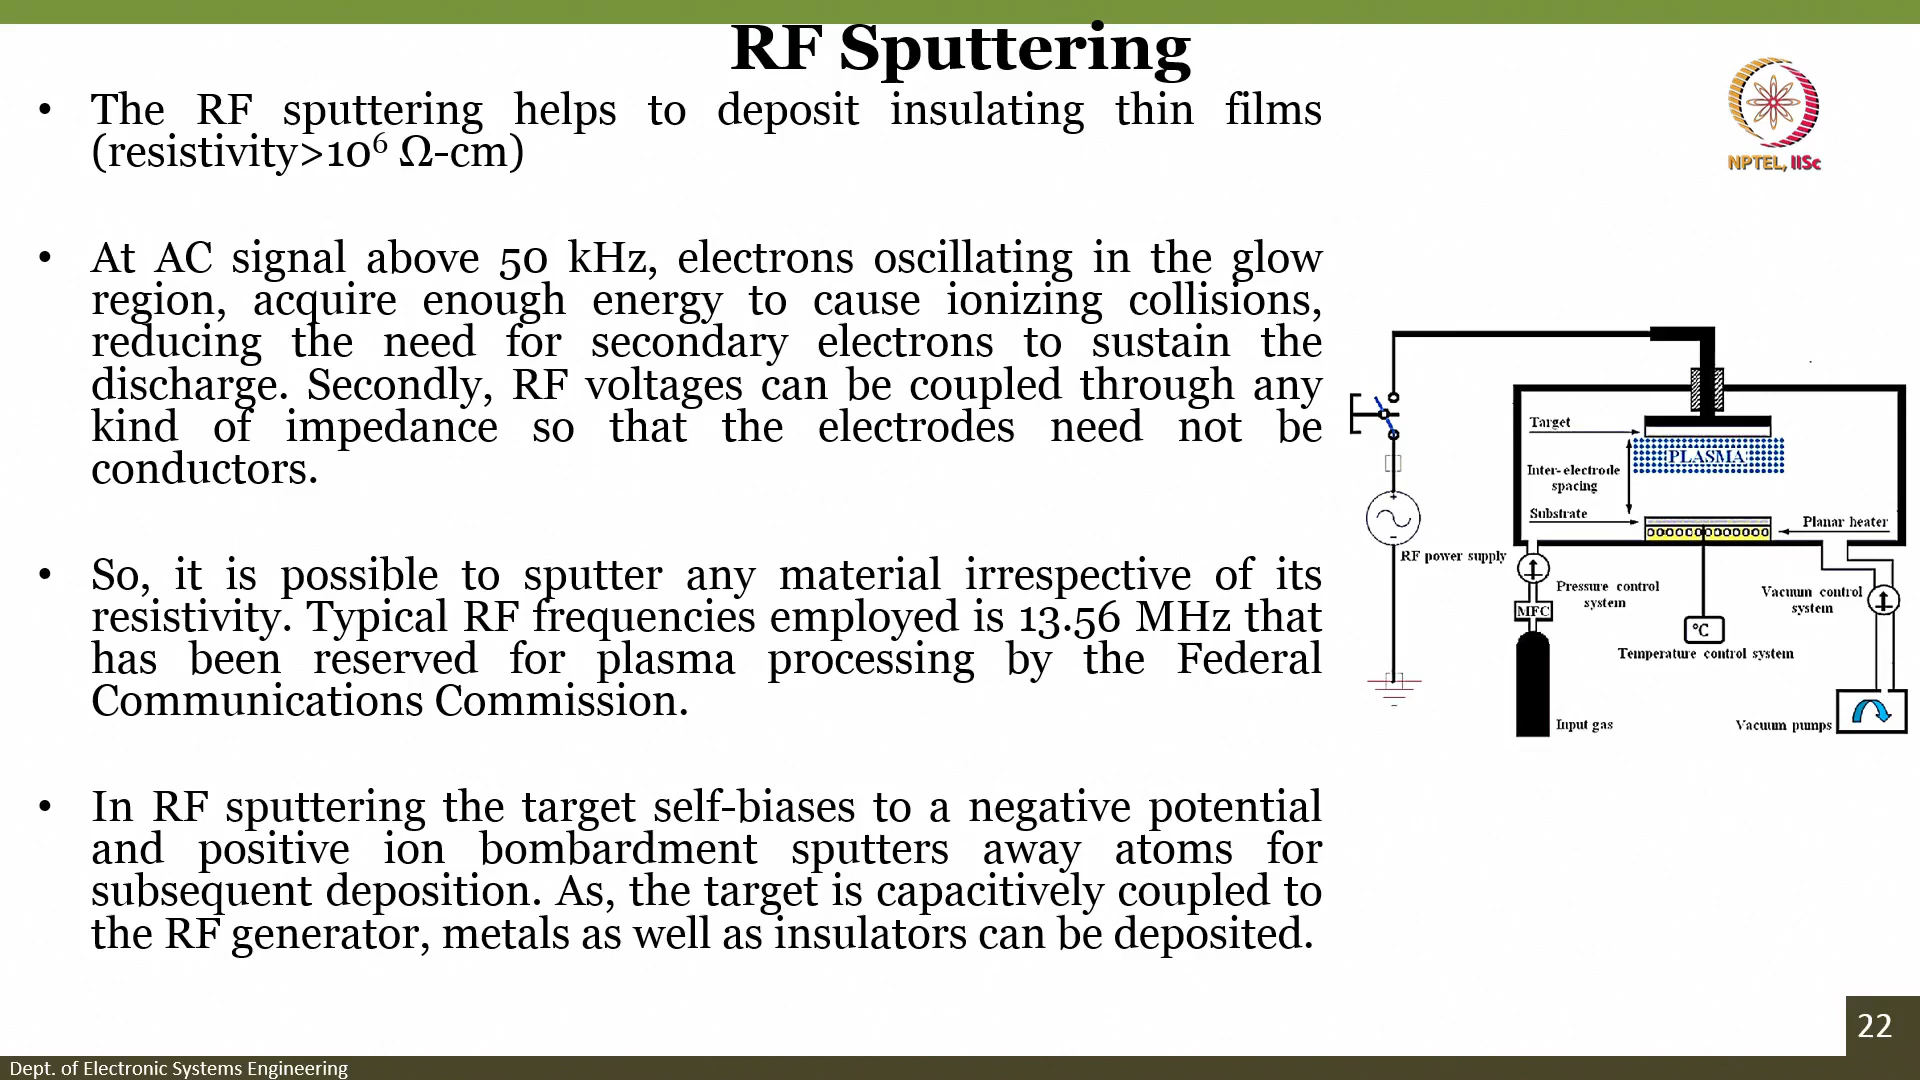 RF Sputtering
• The RF sputtering helps to deposit insulating thin films
(resistivity>10⁶ Ω-cm)
• At AC signal above 50 kHz, electrons oscillating in the glow
region, acquire enough energy to cause ionizing collisions,
reducing the need for secondary electrons to sustain the
discharge. Secondly, RF voltages can be coupled through any
kind of impedance so that the electrodes need not be
conductors.
• So, it is possible to sputter any material irrespective of its
resistivity. Typical RF frequencies employed is 13.56 MHz that
has been reserved for plasma processing by the Federal
Communications Commission.
• In RF sputtering the target self-biases to a negative potential
and positive ion bombardment sputters away atoms for
subsequent deposition. As, the target is capacitively coupled to
the RF generator, metals as well as insulators can be deposited.
NPTEL, IISc
Target
PLASMA
Inter-electrode
spacing
Substrate
Planar heater
+
-
RF power supply
Pressure control
system
Vacuum control
system
MFC
°C
Temperature control system
Input gas
Vacuum pumps
22
Dept. of Electronic Systems Engineering